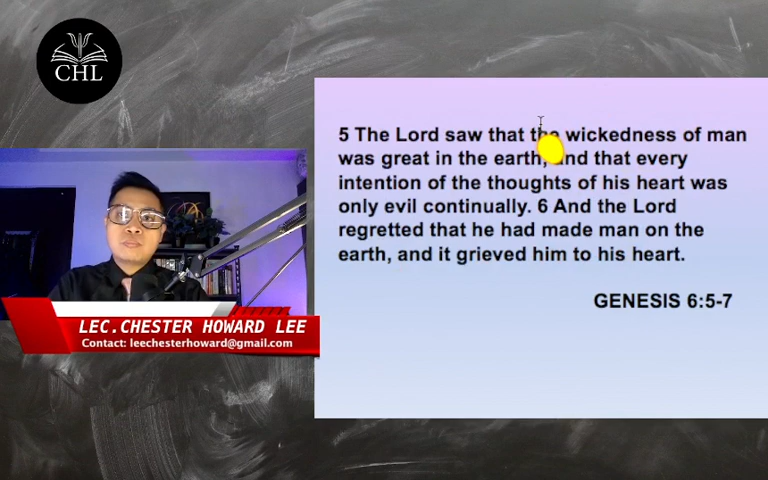 CHL
5 The Lord saw that the wickedness of man
was great in the earth, and that every
intention of the thoughts of his heart was
only evil continually. 6 And the Lord
regretted that he had made man on the
earth, and it grieved him to his heart.
GENESIS 6:5-7
LEC.CHESTER HOWARD LEE
Contact: leechesterhoward@gmail.com